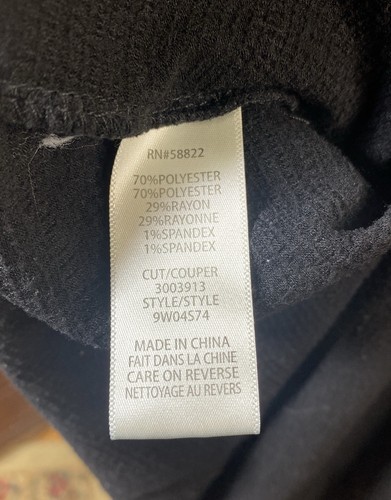 RN#58822
70%POLYESTER
70%POLYESTER
29%RAYON
29%RAYONNE
1%SPANDEX
1%SPANDEX
CUT/COUPER
3003913
STYLE/STYLE
9W04S74
MADE IN CHINA
FAIT DANS LA CHINE
CARE ON REVERSE
NETTOYAGE AU REVERS